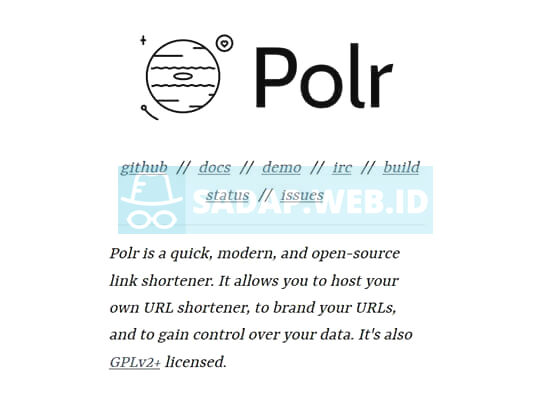 Polr
github // docs // demo // irc // build
status // issues
SADAP.WEB.ID
Polr is a quick, modern, and open-source
link shortener. It allows you to host your
own URL shortener, to brand your URLs,
and to gain control over your data. It's also
GPLv2+ licensed.